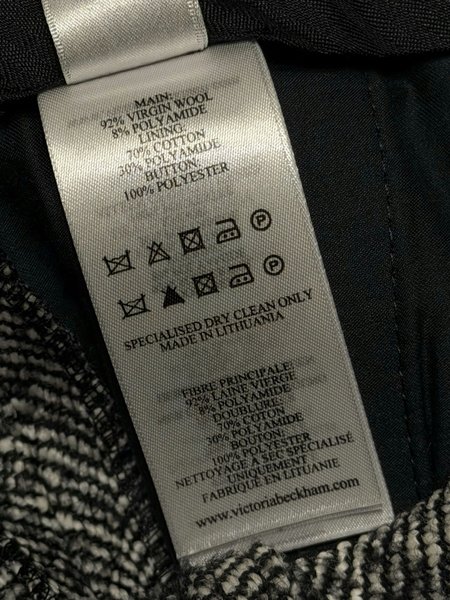 MAIN:
92% VIRGIN WOOL
8% POLYAMIDE
LINING:
70% COTTON
30% POLYAMIDE
BUTTON:
100% POLYESTER
P
P
SPECIALISED DRY CLEAN ONLY
MADE IN LITHUANIA
FIBRE PRINCIPALE:
92% LAINE VIERGE
8% POLYAMIDE
DOUBLURE:
70% COTON
30% POLYAMIDE
BOUTON:
100% POLYESTER
NETTOYAGE A SEC SPÉCIALISÉ
UNIQUEMENT
FABRIQUÉ EN LITUANIE
www.victoriabeckham.com